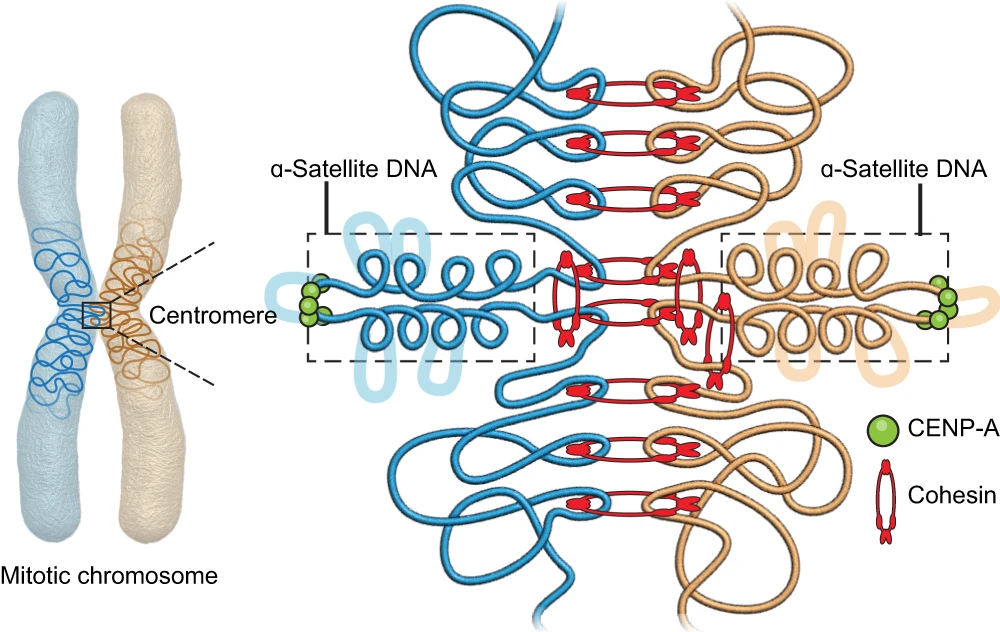 α-Satellite DNA
α-Satellite DNA
Centromere
CENP-A
Cohesin
Mitotic chromosome